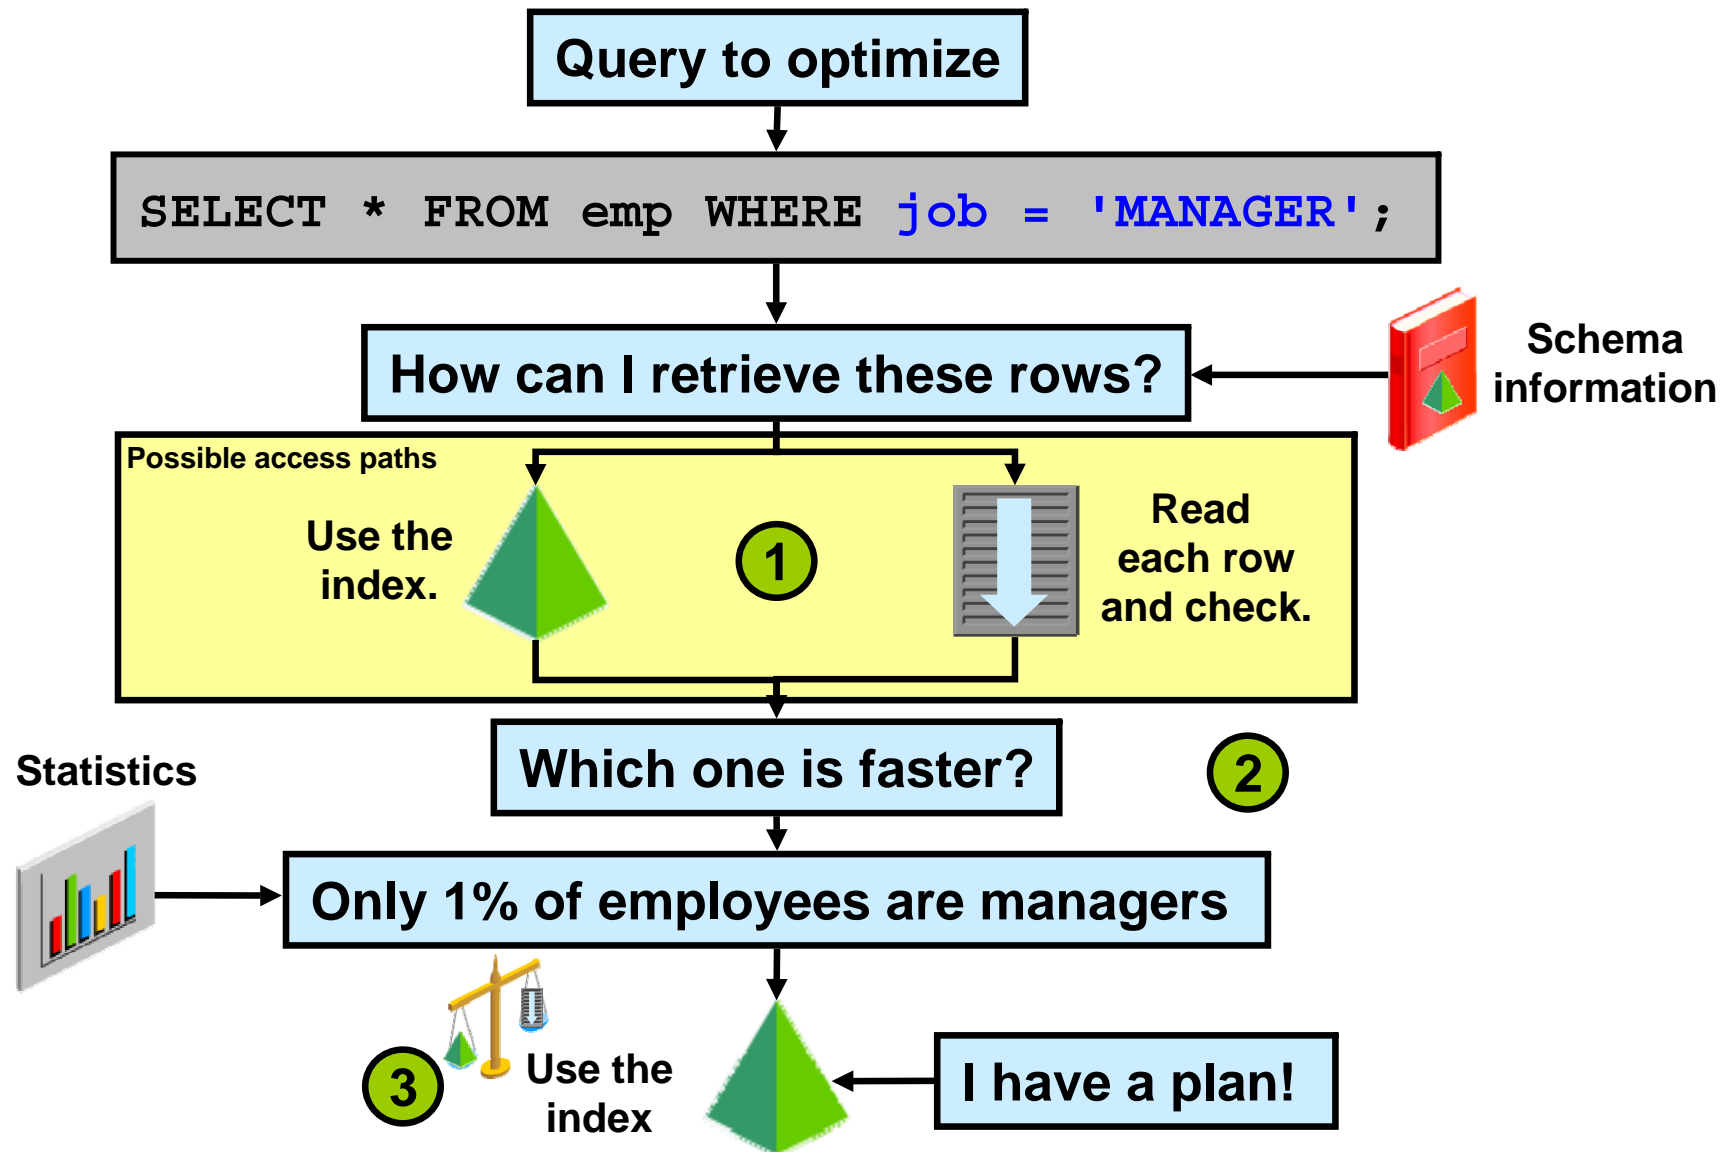 Query to optimize
SELECT * FROM emp WHERE job = 'MANAGER';
How can I retrieve these rows?
Schema
information
Possible access paths
Use the
index.
1
Read
each row
and check.
Which one is faster?
2
Statistics
Only 1% of employees are managers
3
Use the
index
I have a plan!